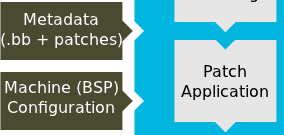 Metadata
(.bb + patches)
Machine (BSP)
Configuration
Patch
Application